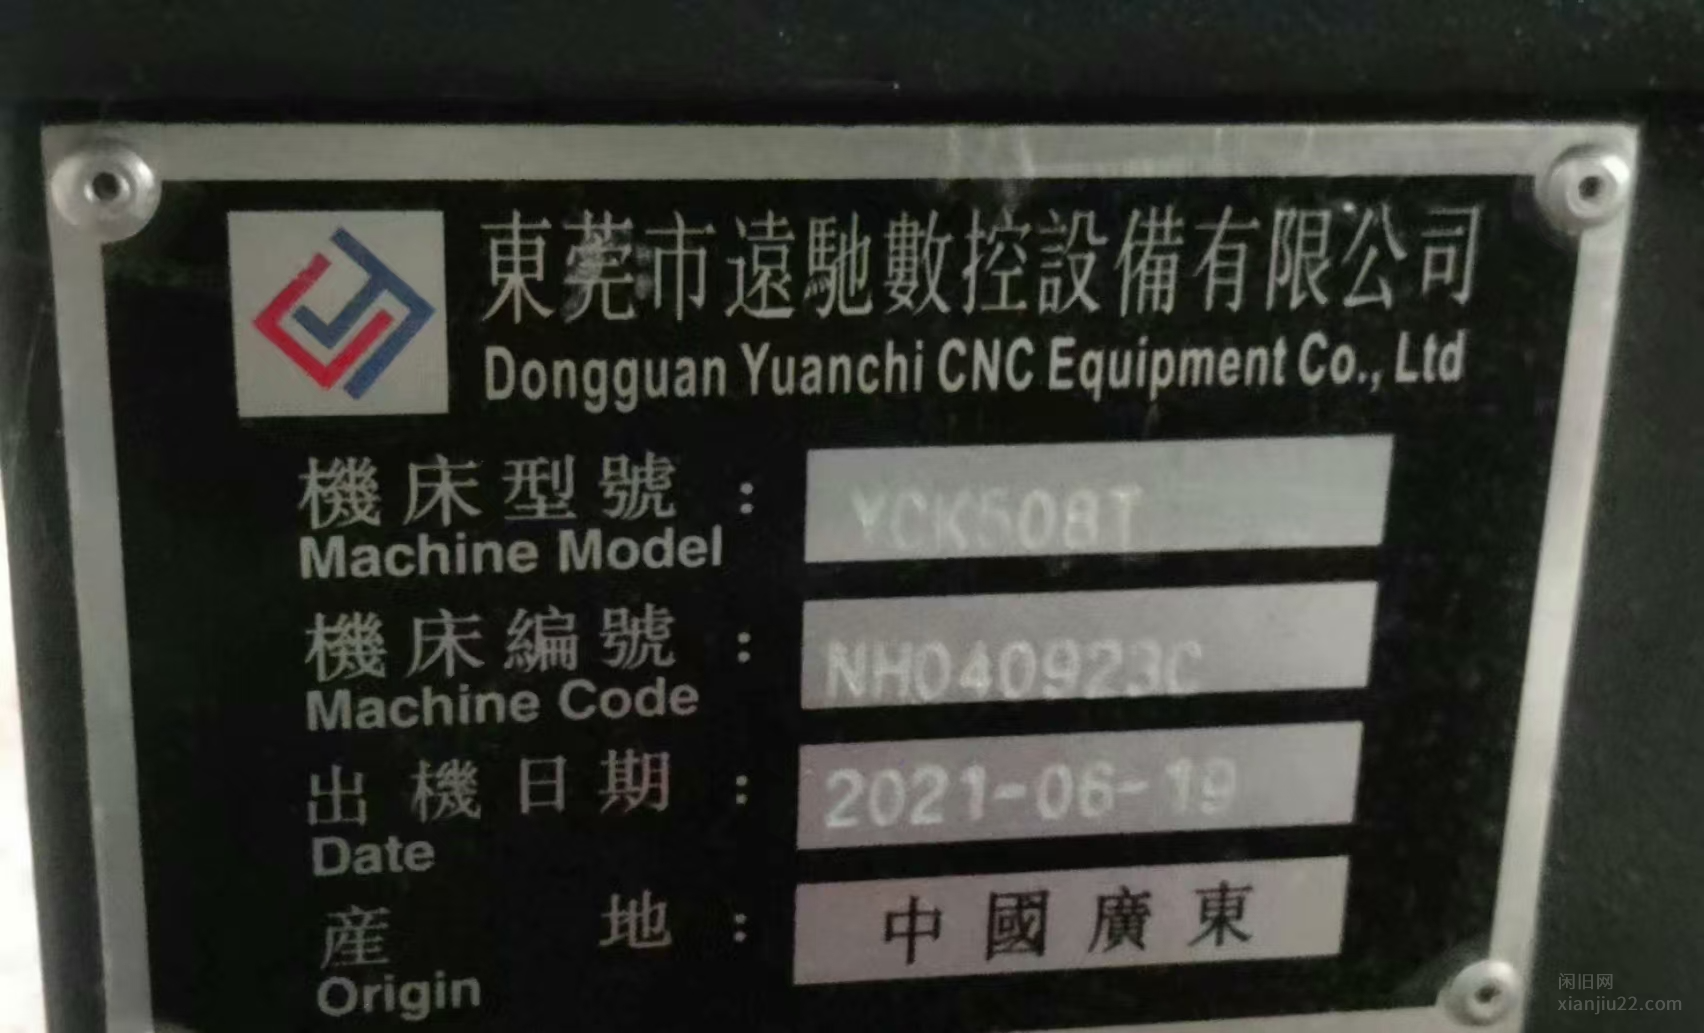 東莞市遠馳數控設備有限公司
Dongguan Yuanchi CNC Equipment Co., Ltd
機床型號： YCK508T
Machine Model
機床編號： NH040923C
Machine Code
出機日期： 2021-06-19
Date
産地： 中國廣東
Origin
闲旧网
xianjiu22.com